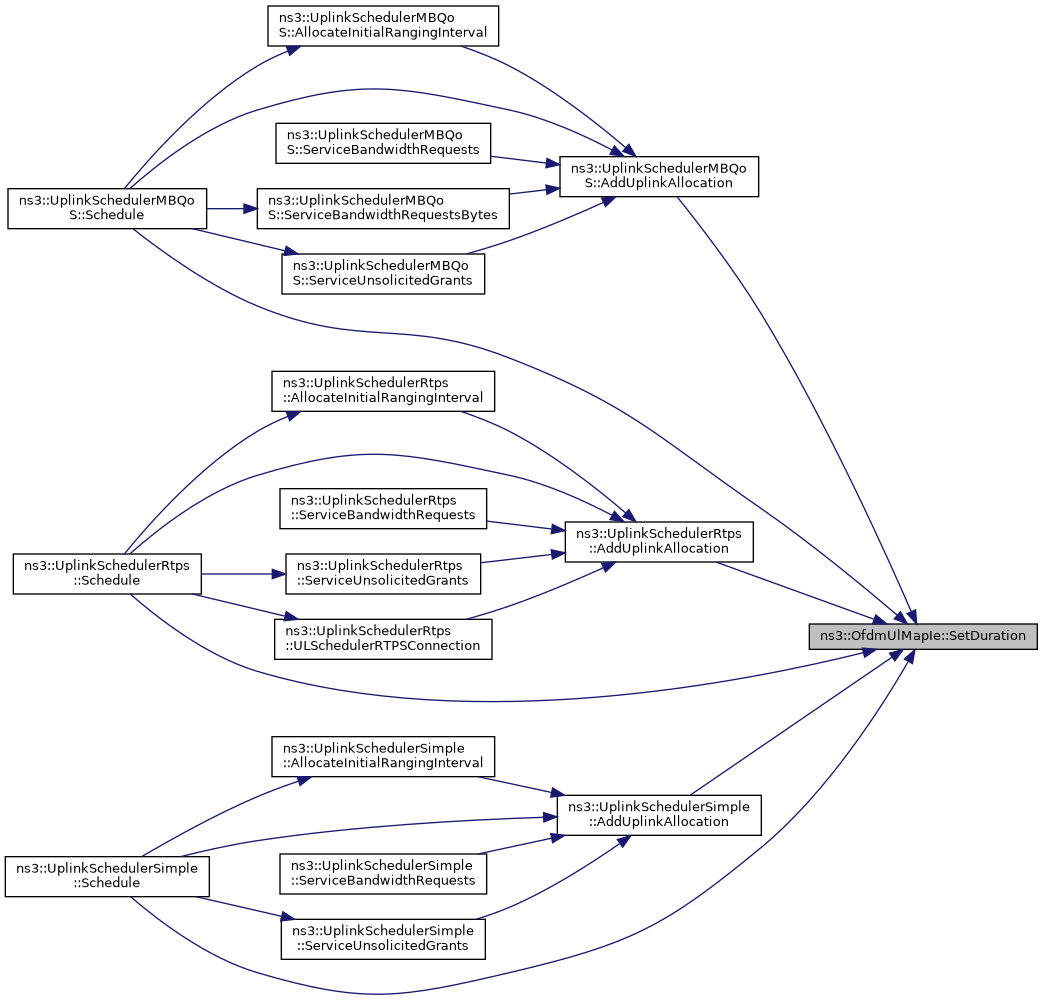 ns3::UplinkSchedulerMBQo
S::AllocateInitialRangingInterval
ns3::UplinkSchedulerMBQo
S::ServiceBandwidthRequests
ns3::UplinkSchedulerMBQo
S::AddUplinkAllocation
ns3::UplinkSchedulerMBQo
S::Schedule
ns3::UplinkSchedulerMBQo
S::ServiceBandwidthRequestsBytes
ns3::UplinkSchedulerMBQo
S::ServiceUnsolicitedGrants
ns3::UplinkSchedulerRtps
::AllocateInitialRangingInterval
ns3::UplinkSchedulerRtps
::ServiceBandwidthRequests
ns3::UplinkSchedulerRtps
::AddUplinkAllocation
ns3::UplinkSchedulerRtps
::Schedule
ns3::UplinkSchedulerRtps
::ServiceUnsolicitedGrants
ns3::UplinkSchedulerRtps
::ULSchedulerRTPSConnection
ns3::OfdmUlMapIe::SetDuration
ns3::UplinkSchedulerSimple
::AllocateInitialRangingInterval
ns3::UplinkSchedulerSimple
::AddUplinkAllocation
ns3::UplinkSchedulerSimple
::Schedule
ns3::UplinkSchedulerSimple
::ServiceBandwidthRequests
ns3::UplinkSchedulerSimple
::ServiceUnsolicitedGrants